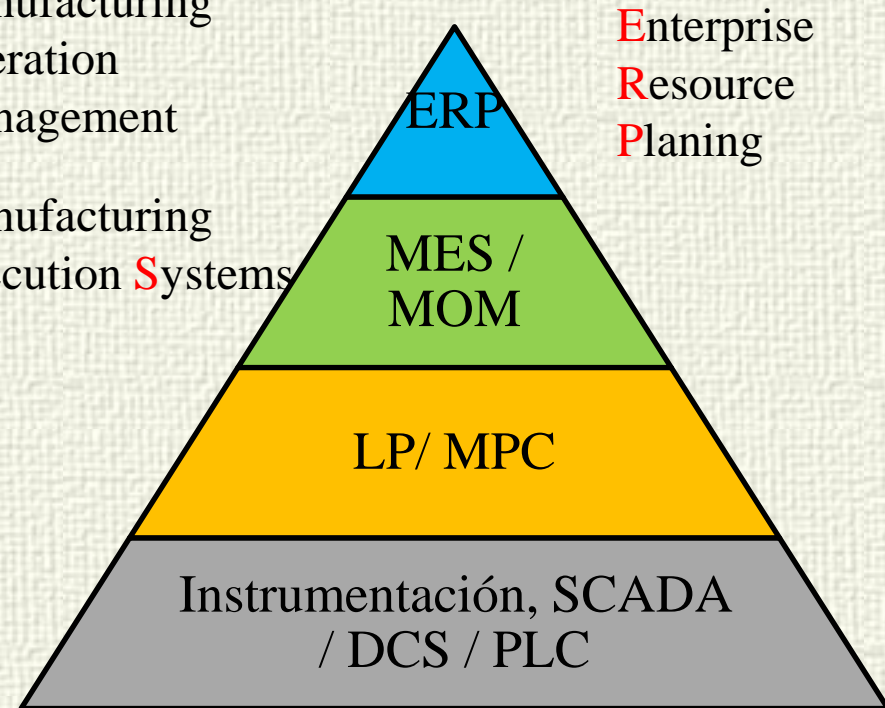 nufacturing
eration
nagement
nufacturing
cution Systems
Enterprise
Resource
Planing
ERP
MES /
MOM
LP/ MPC
Instrumentación, SCADA
/ DCS / PLC